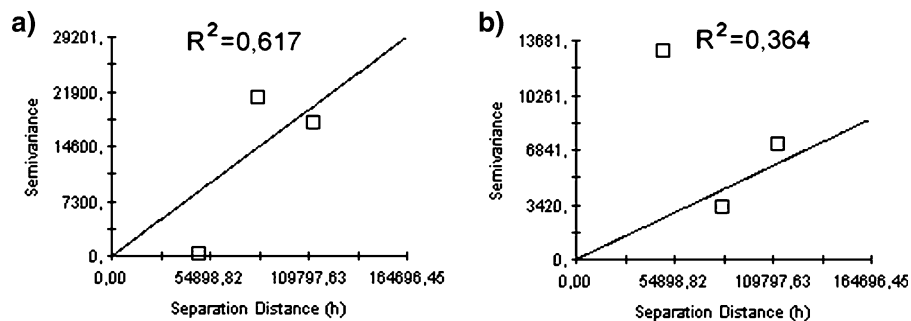 a)
R²=0,617
29201,
21900,
14600,
7300,
0,
Semivariance
0,00 54898,82 109797,63 164696,45
Separation Distance (h)
b)
R²=0,364
13681,
10261,
6841,
3420,
0,
Semivariance
0,00 54898,82 109797,63 164696,45
Separation Distance (h)